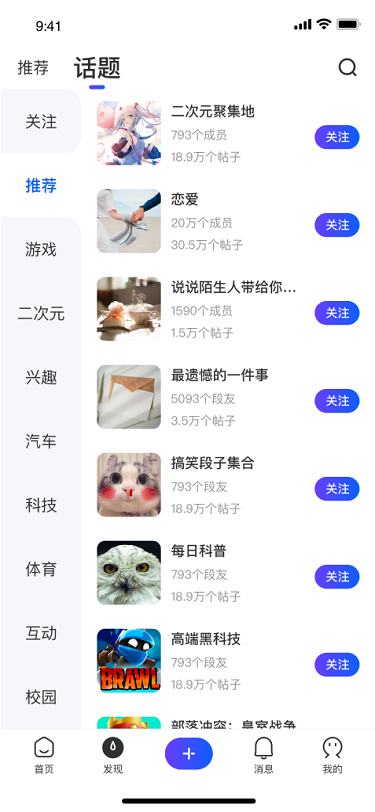 9:41
推荐
话题
关注
推荐
游戏
二次元
兴趣
汽车
科技
体育
互动
校园
二次元聚集地
793个成员
18.9万个帖子
关注
恋爱
20万个成员
30.5万个帖子
关注
说说陌生人带给你...
1590个成员
1.5万个帖子
关注
最遗憾的一件事
5093个段友
3.5万个帖子
关注
搞笑段子集合
793个段友
18.9万个帖子
关注
每日科普
793个段友
18.9万个帖子
关注
BRAWL
高端黑科技
793个段友
18.9万个帖子
关注
部落冲突：皇室战争
首页
发现
消息
我的